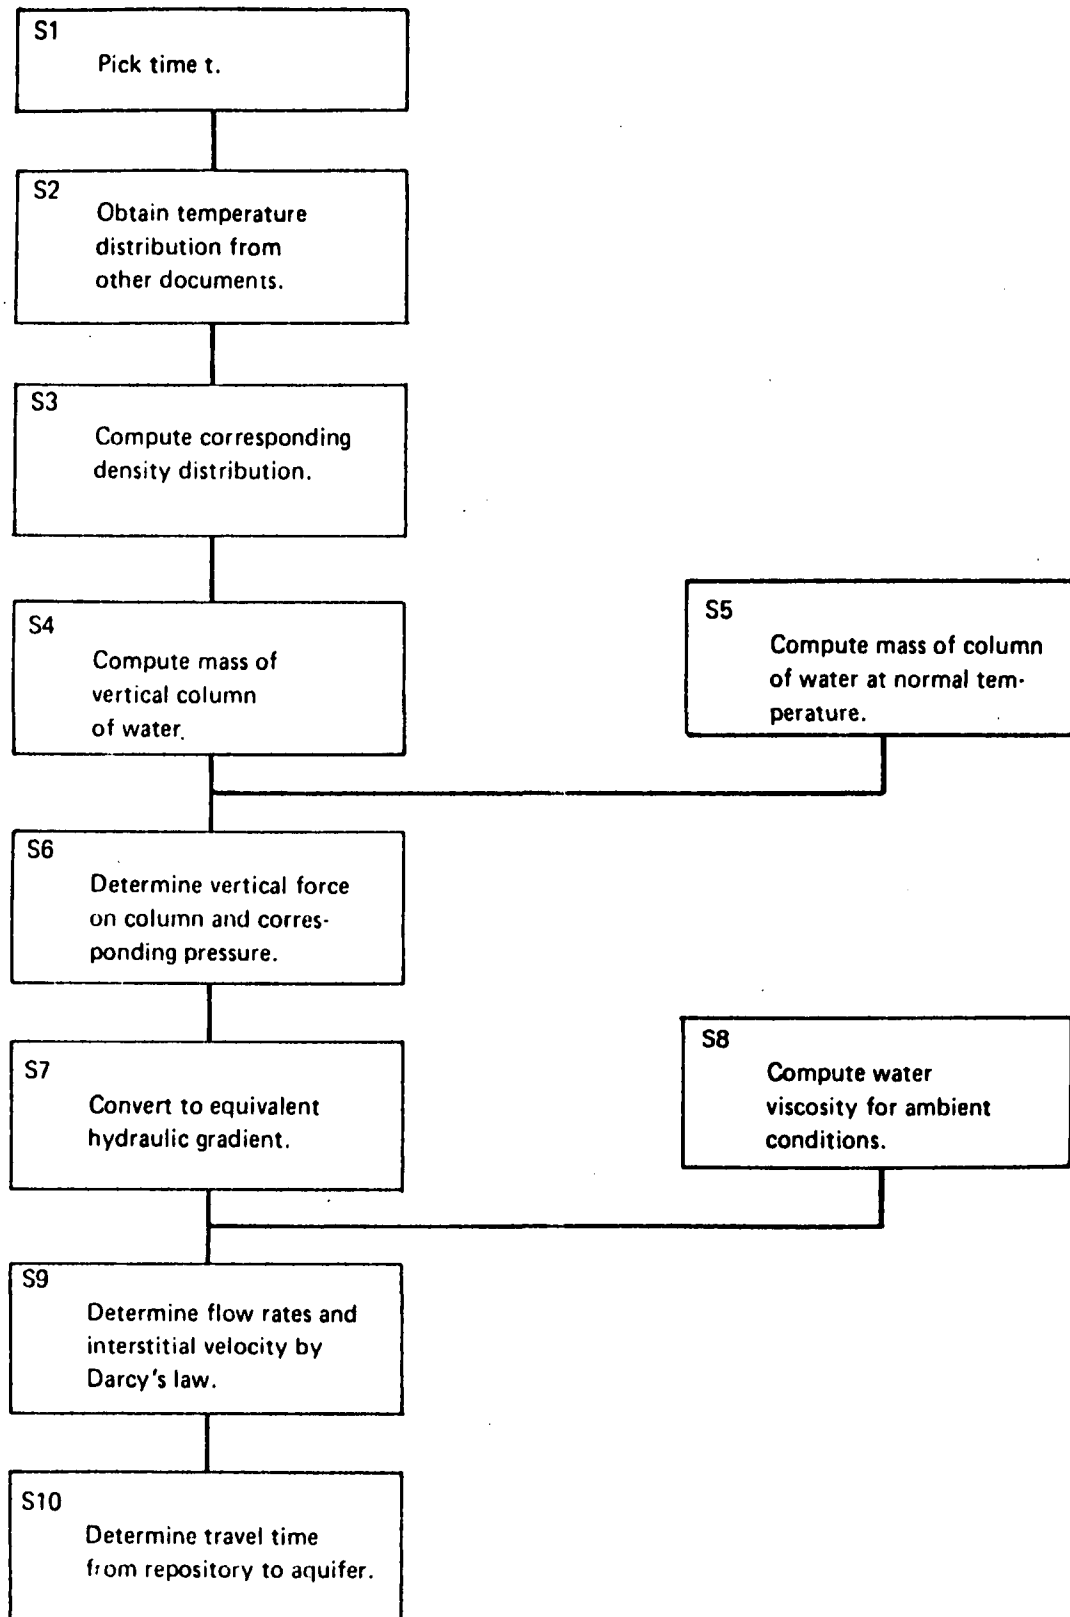 S1
Pick time t.
S2
Obtain temperature
distribution from
other documents.
S3
Compute corresponding
density distribution.
S4
Compute mass of
vertical column
of water.
S5
Compute mass of column
of water at normal tem-
perature.
S6
Determine vertical force
on column and corres-
ponding pressure.
S7
Convert to equivalent
hydraulic gradient.
S8
Compute water
viscosity for ambient
conditions.
S9
Determine flow rates and
interstitial velocity by
Darcy's law.
S10
Determine travel time
from repository to aquifer.